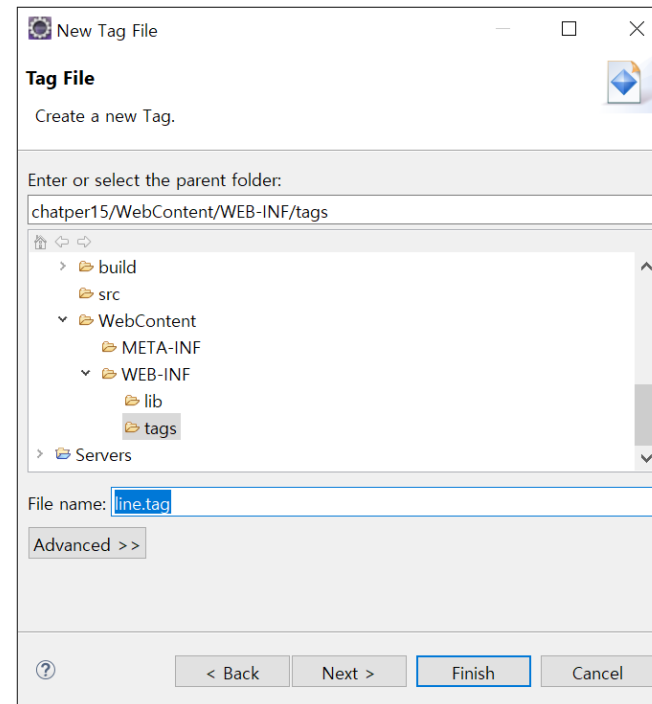 New Tag File
Tag File
Create a new Tag.
Enter or select the parent folder:
chatper15/WebContent/WEB-INF/tags
build
src
WebContent
META-INF
WEB-INF
lib
tags
Servers
File name: line.tag
Advanced >>
< Back Next > Finish Cancel